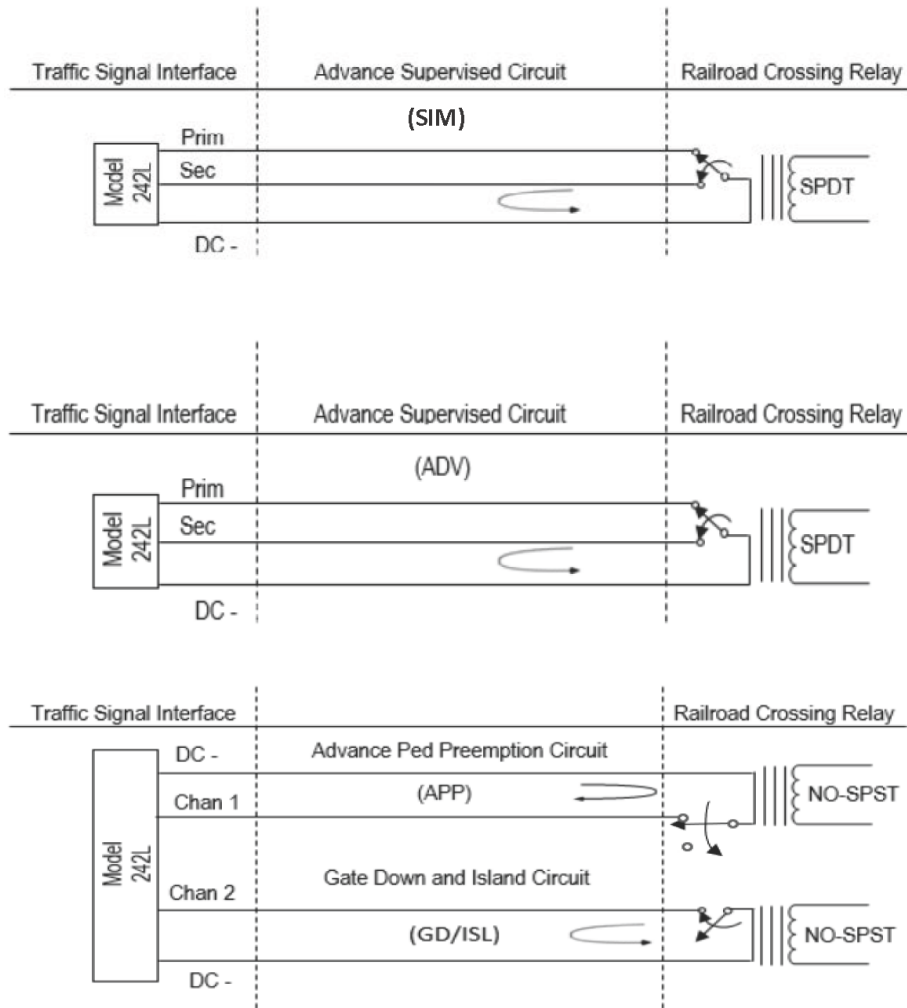 Traffic Signal Interface Advance Supervised Circuit Railroad Crossing Relay
(SIM)
Prim
Model 242L
Sec
SPDT
DC -
Traffic Signal Interface Advance Supervised Circuit Railroad Crossing Relay
(ADV)
Prim
Model 242L
Sec
SPDT
DC -
Traffic Signal Interface Railroad Crossing Relay
DC - Advance Ped Preemption Circuit
(APP) NO-SPST
Chan 1
Model 242L
Chan 2 Gate Down and Island Circuit
(GD/ISL) NO-SPST
DC -